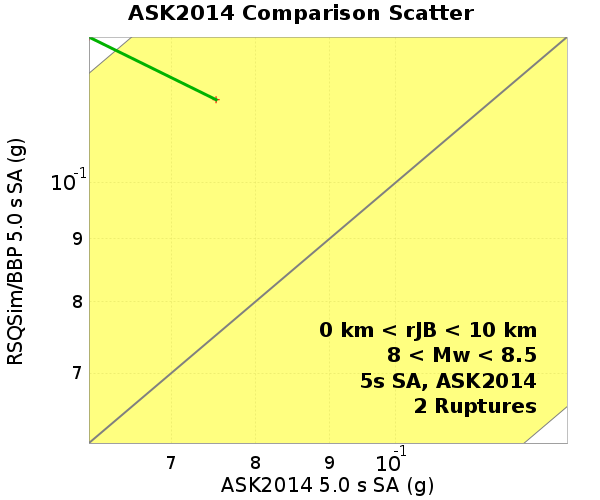 ASK2014 Comparison Scatter
RSQSim/BBP 5.0 s SA (g)
10-1
9
8
7
0 km < rJB < 10 km
8 < Mw < 8.5
5s SA, ASK2014
2 Ruptures
7 8 9 10-1
ASK2014 5.0 s SA (g)